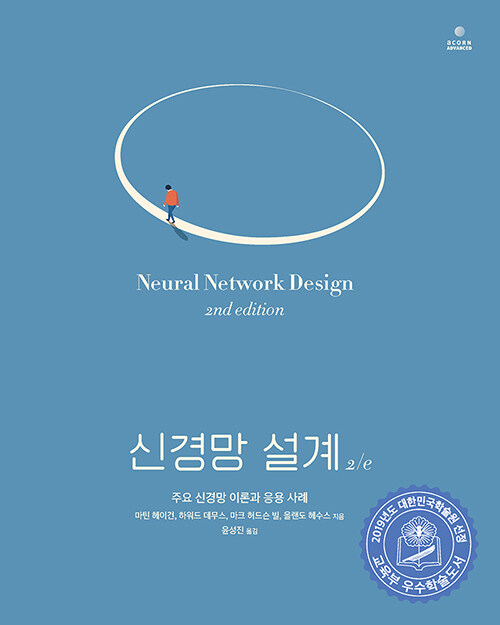 acorn
ADVANCED
Neural Network Design
2nd edition
신경망 설계 2/e
주요 신경망 이론과 응용 사례
마틴 헤이건, 하워드 데무스, 마크 허드슨 빌, 올랜도 헤수스 지음
윤성진 옮김
2019년도 대한민국학술원 선정
교육부 우수학술도서